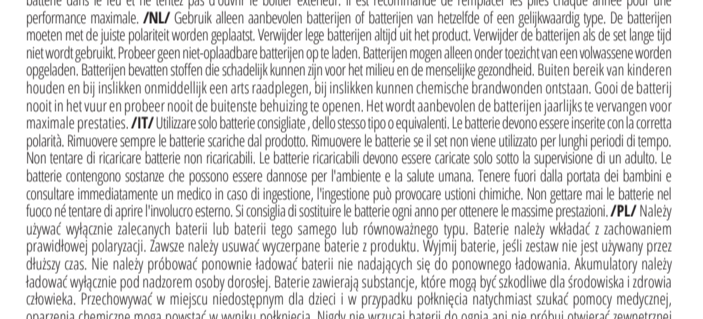 batterie dans le feu et ne tentez pas d'ouvrir le boîtier extérieur. Il est recommandé de remplacer les piles chaque année pour une
performance maximale. /NL/ Gebruik alleen aanbevolen batterijen of batterijen van hetzelfde of een gelijkwaardig type. De batterijen
moeten met de juiste polariteit worden geplaatst. Verwijder lege batterijen altijd uit het product. Verwijder de batterijen als de set lange tijd
niet wordt gebruikt. Probeer geen niet-oplaadbare batterijen op te laden. Batterijen mogen alleen onder toezicht van een volwassene worden
opgeladen. Batterijen bevatten stoffen die schadelijk kunnen zijn voor het milieu en de menselijke gezondheid. Buiten bereik van kinderen
houden en bij inslikken onmiddellijk een arts raadplegen, bij inslikken kunnen chemische brandwonden ontstaan. Gooi de batterij
nooit in het vuur en probeer nooit de buitenste behuizing te openen. Het wordt aanbevolen de batterijen jaarlijks te vervangen voor
maximale prestaties. /IT/ Utilizzare solo batterie consigliate , dello stesso tipo o equivalenti. Le batterie devono essere inserite con la corretta
polarità. Rimuovere sempre le batterie scariche dal prodotto. Rimuovere le batterie se il set non viene utilizzato per lunghi periodi di tempo.
Non tentare di ricaricare batterie non ricaricabili. Le batterie ricaricabili devono essere caricate solo sotto la supervisione di un adulto. Le
batterie contengono sostanze che possono essere dannose per l'ambiente e la salute umana. Tenere fuori dalla portata dei bambini e
consultare immediatamente un medico in caso di ingestione, l'ingestione può provocare ustioni chimiche. Non gettare mai le batterie nel
fuoco né tentare di aprire l'involucro esterno. Si consiglia di sostituire le batterie ogni anno per ottenere le massime prestazioni. /PL/ Należy
używać wyłącznie zalecanych baterii lub baterii tego samego lub równoważnego typu. Baterie należy wkładać z zachowaniem
prawidłowej polaryzacji. Zawsze należy usuwać wyczerpane baterie z produktu. Wyjmij baterie, jeśli zestaw nie jest używany przez
dłuższy czas. Nie należy próbować ponownie ładować baterii nie nadających się do ponownego ładowania. Akumulatory należy
ładować wyłącznie pod nadzorem osoby dorosłej. Baterie zawierają substancje, które mogą być szkodliwe dla środowiska i zdrowia
człowieka. Przechowywać w miejscu niedostępnym dla dzieci i w przypadku połknięcia natychmiast szukać pomocy medycznej,
oparzenia chemiczne mogą powstać w wyniku połknięcia. Nigdy nie wrzucaj baterii do ognia ani nie próbuj otwierać zewnętrznej